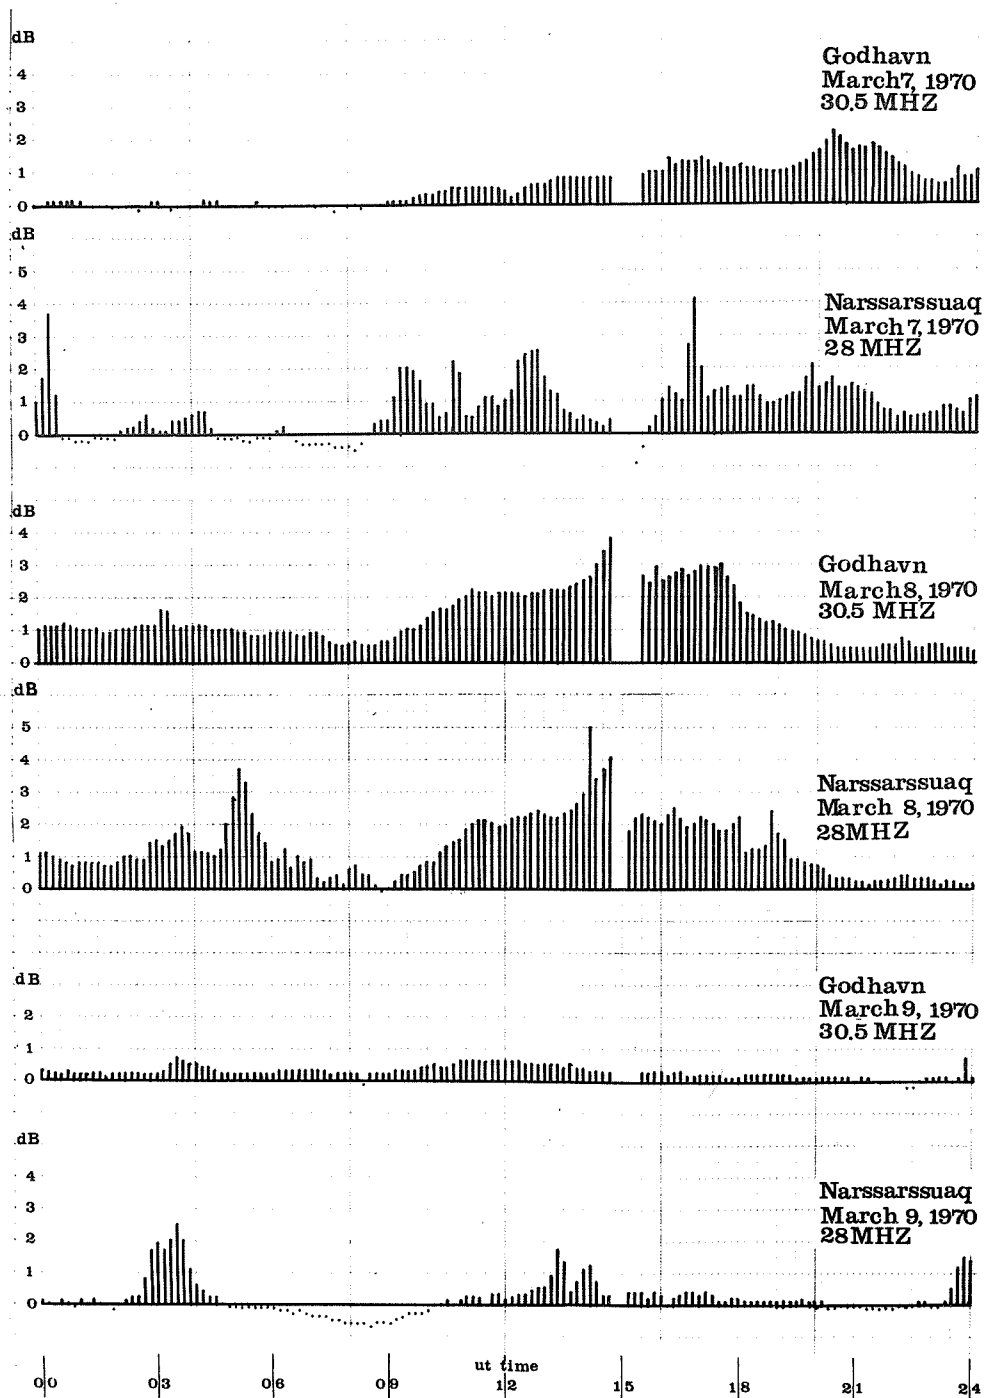 dB
4
3
2
1
0
Godhavn
March7, 1970
30.5 MHZ
dB
5
4
3
2
1
0
Narssarssuaq
March 7, 1970
28 MHZ
dB
4
3
2
1
0
Godhavn
March8, 1970
30.5 MHZ
dB
5
4
3
2
1
0
Narssarssuaq
March 8, 1970
28MHZ
dB
2
1
0
Godhavn
March9, 1970
30.5 MHZ
dB
4
3
2
1
0
Narssarssuaq
March 9, 1970
28MHZ
ut time
00 03 06 09 12 15 18 21 24